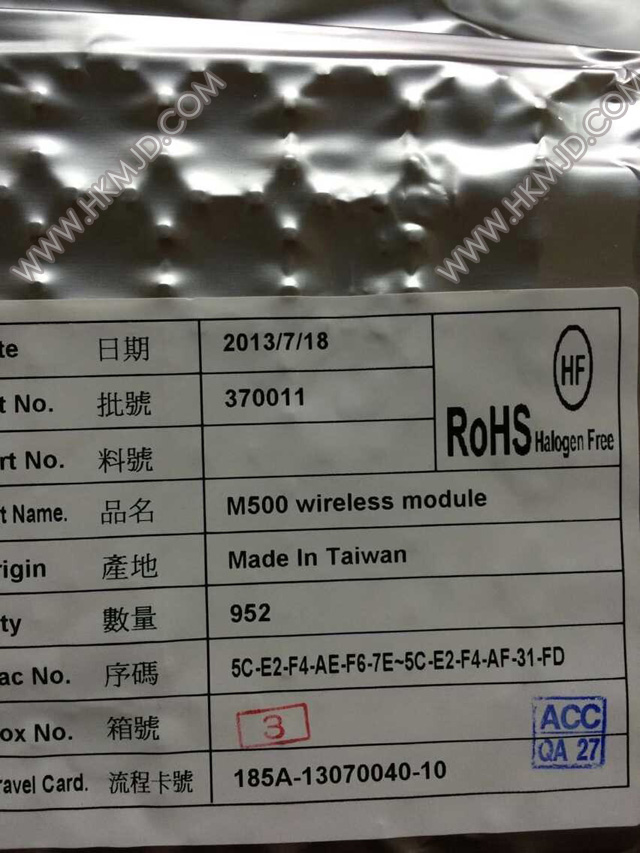 WWW.HKMJD.COM
WWW.HKMJD.COM
te 日期 2013/7/18
HF
t No. 批號 370011
RoHS Halogen Free
rt No. 料號
t Name. 品名 M500 wireless module
rigin 產地 Made In Taiwan
ty 數量 952
ac No. 序碼 5C-E2-F4-AE-F6-7E~5C-E2-F4-AF-31-FD
ox No. 箱號 3
ACC
QA 27
ravel Card. 流程卡號 185A-13070040-10